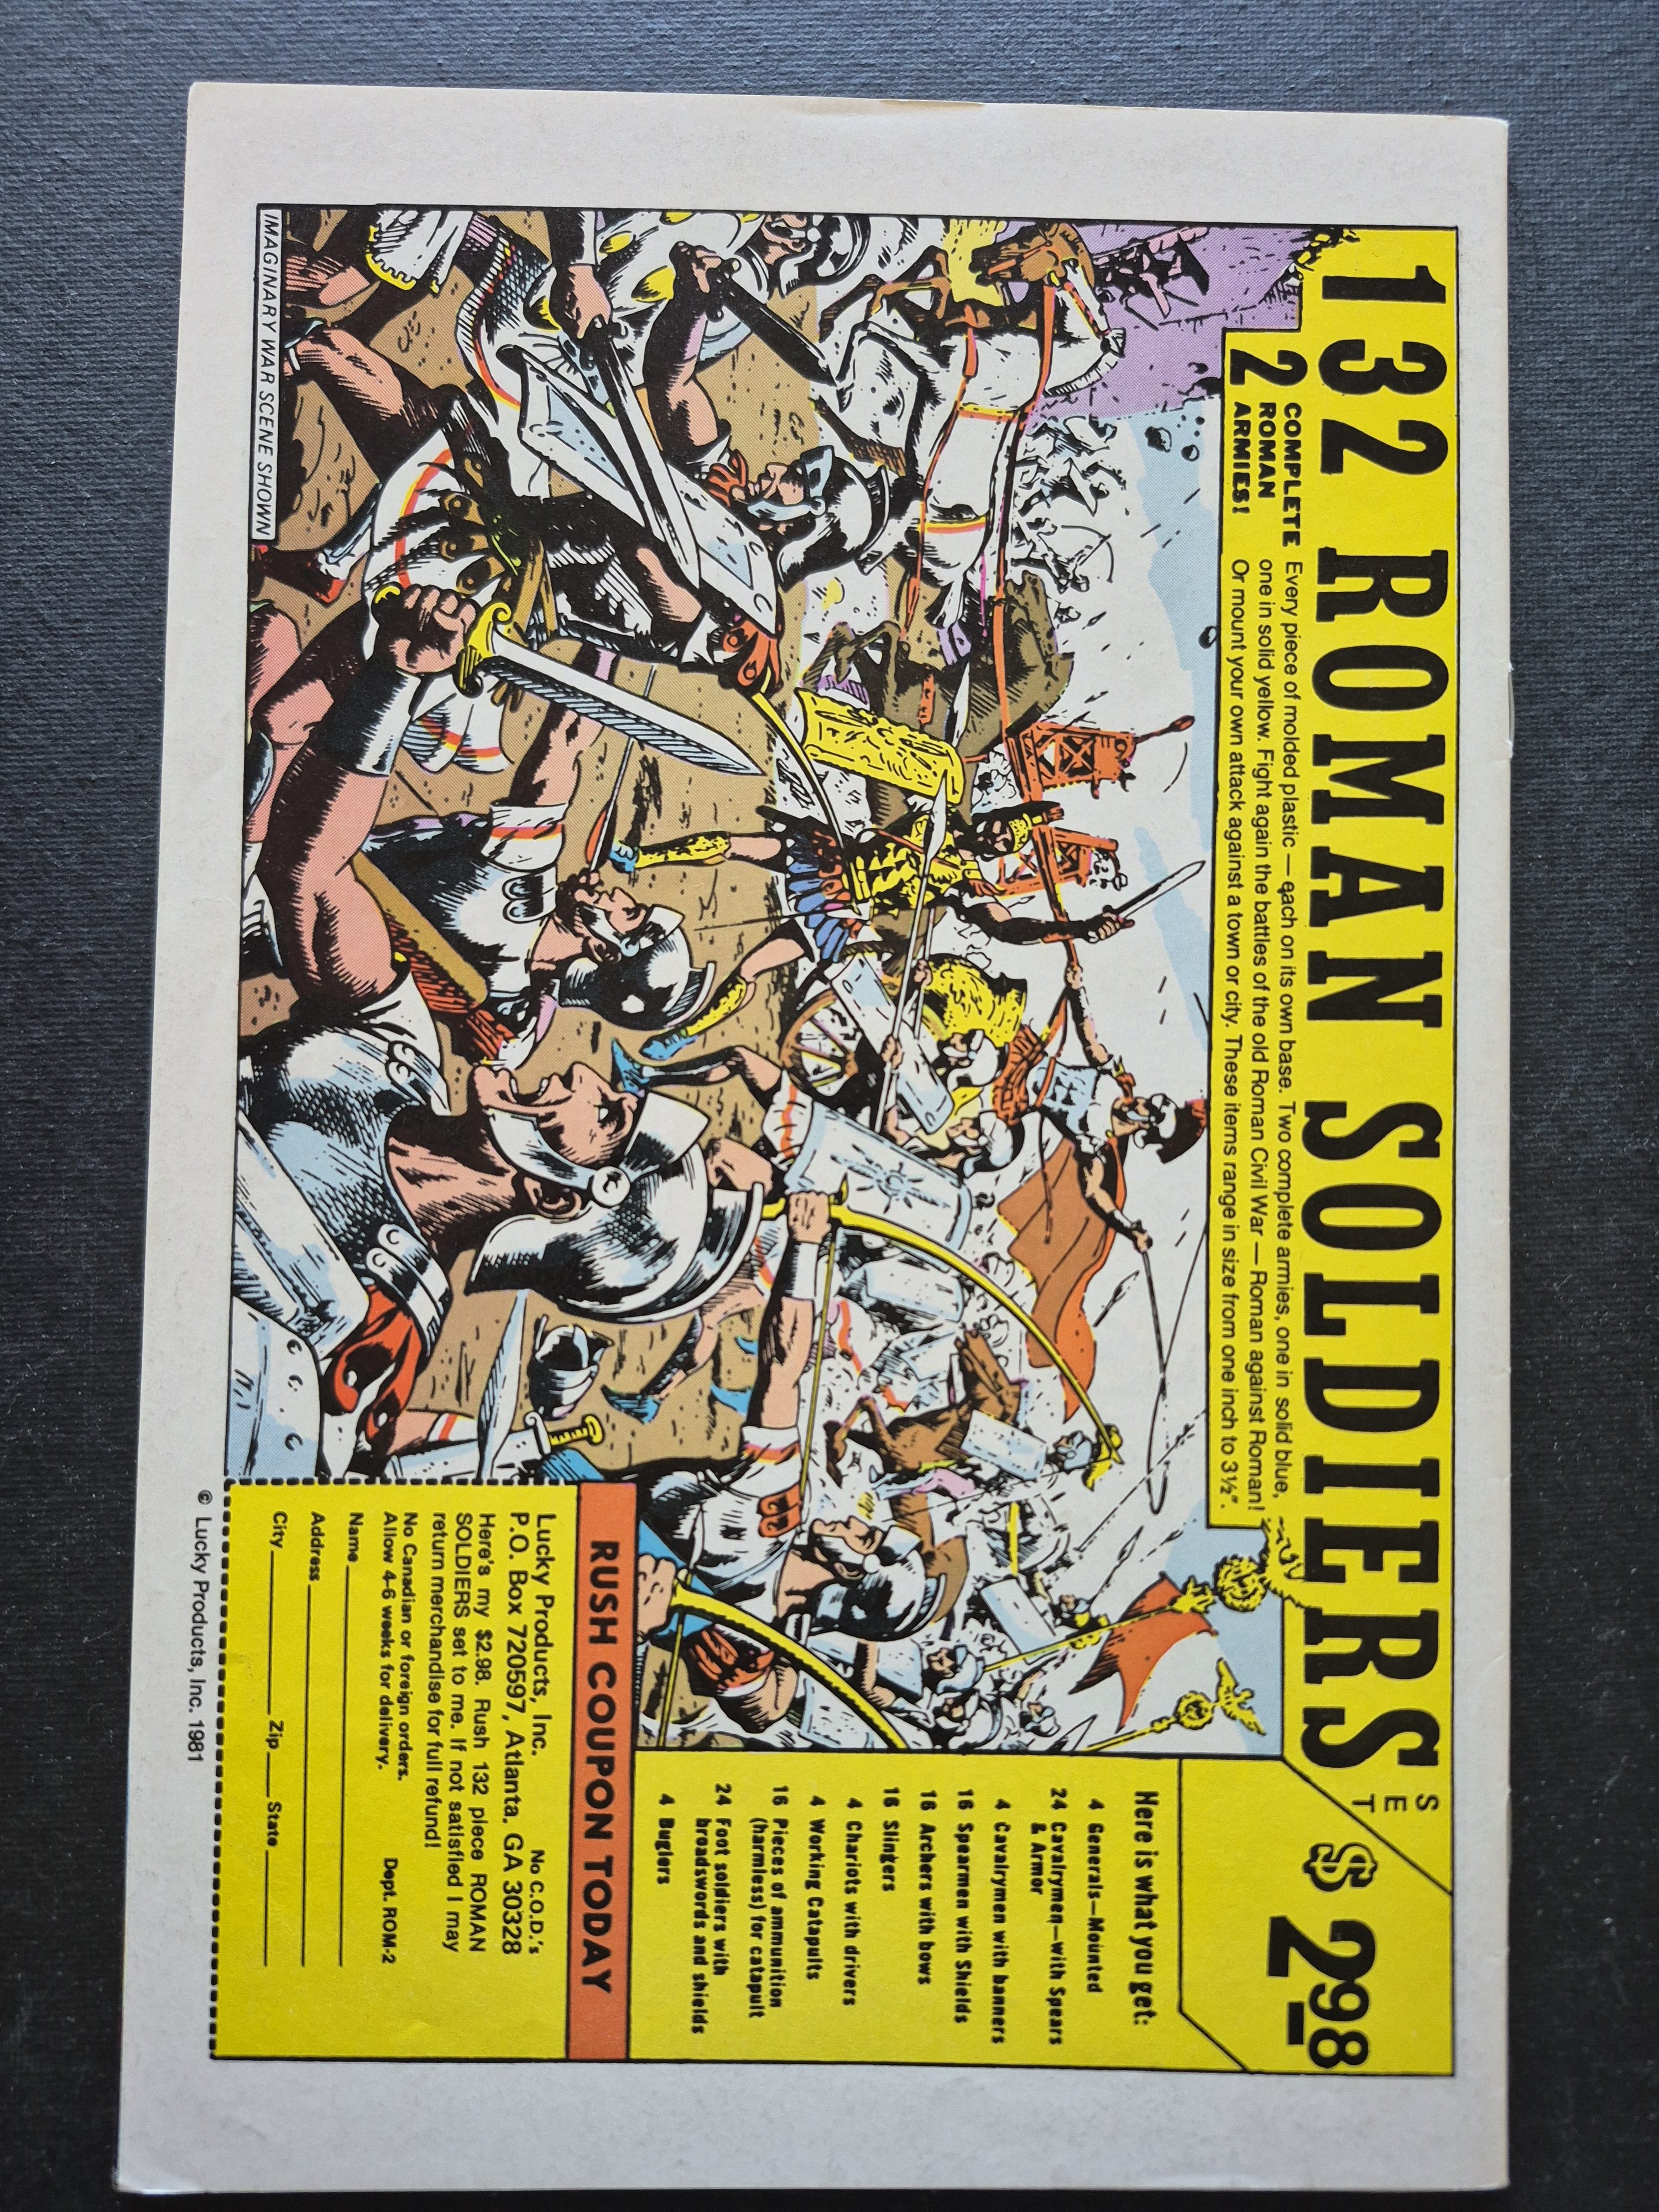 132 ROMAN SOLDIERS
SET
$2.98
2 COMPLETE
ROMAN
ARMIES!
Every piece of molded plastic — each on its own base. Two complete armies, one in solid blue,
one in solid yellow. Fight again the battles of the old Roman Civil War — Roman against Roman!
Or mount your own attack against a town or city. These items range in size from one inch to 3½".
Here is what you get:
4 Generals—Mounted
24 Cavalrymen—with Spears
& Armor
4 Cavalrymen with banners
16 Spearmen with Shields
16 Archers with bows
16 Slingers
4 Chariots with drivers
4 Working Catapults
16 Pieces of ammunition
(harmless) for catapult
24 Foot soldiers with
broadswords and shields
4 Buglers
RUSH COUPON TODAY
Lucky Products, Inc. No C.O.D.'s
P.O. Box 720597, Atlanta, GA 30328
Here's my $2.98. Rush 132 piece ROMAN
SOLDIERS set to me. If not satisfied I may
return merchandise for full refund!
No Canadian or foreign orders.
Allow 4-6 weeks for delivery. Dept. ROM-2
Name
Address
City Zip State
IMAGINARY WAR SCENE SHOWN
© Lucky Products, Inc. 1981